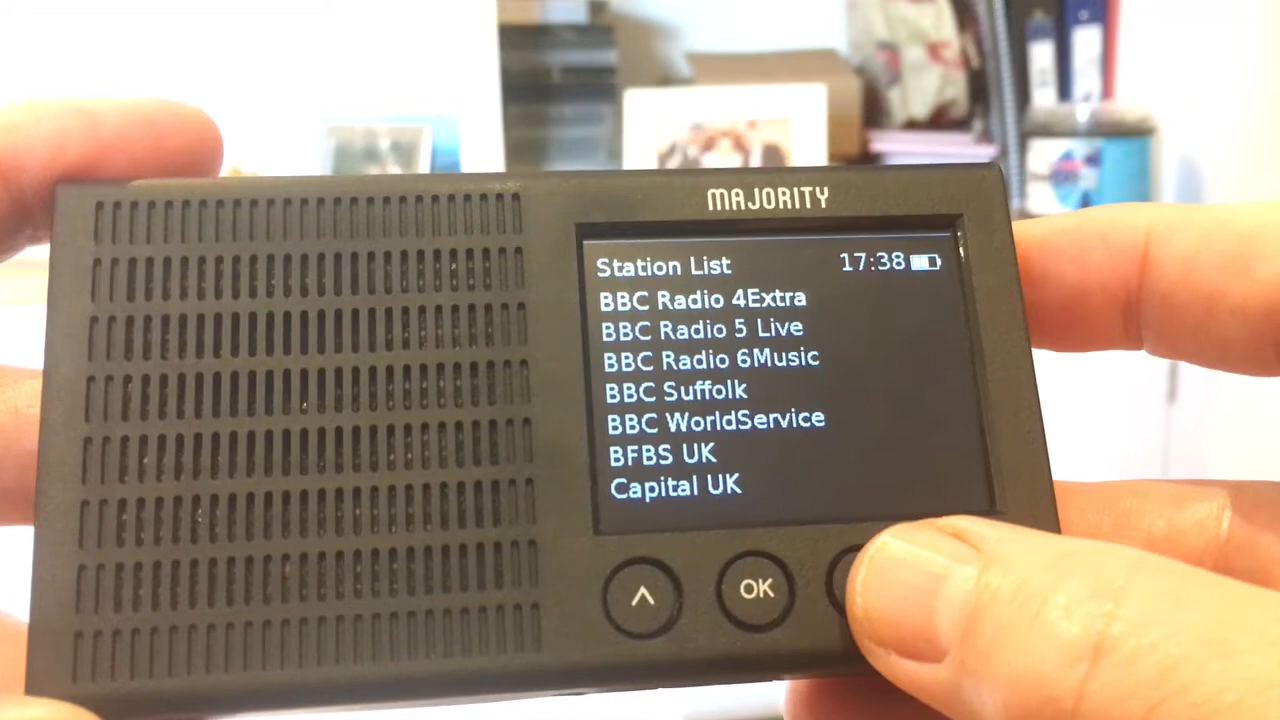 MAJORITY
Station List 17:38
BBC Radio 4Extra
BBC Radio 5 Live
BBC Radio 6Music
BBC Suffolk
BBC WorldService
BFBS UK
Capital UK
OK